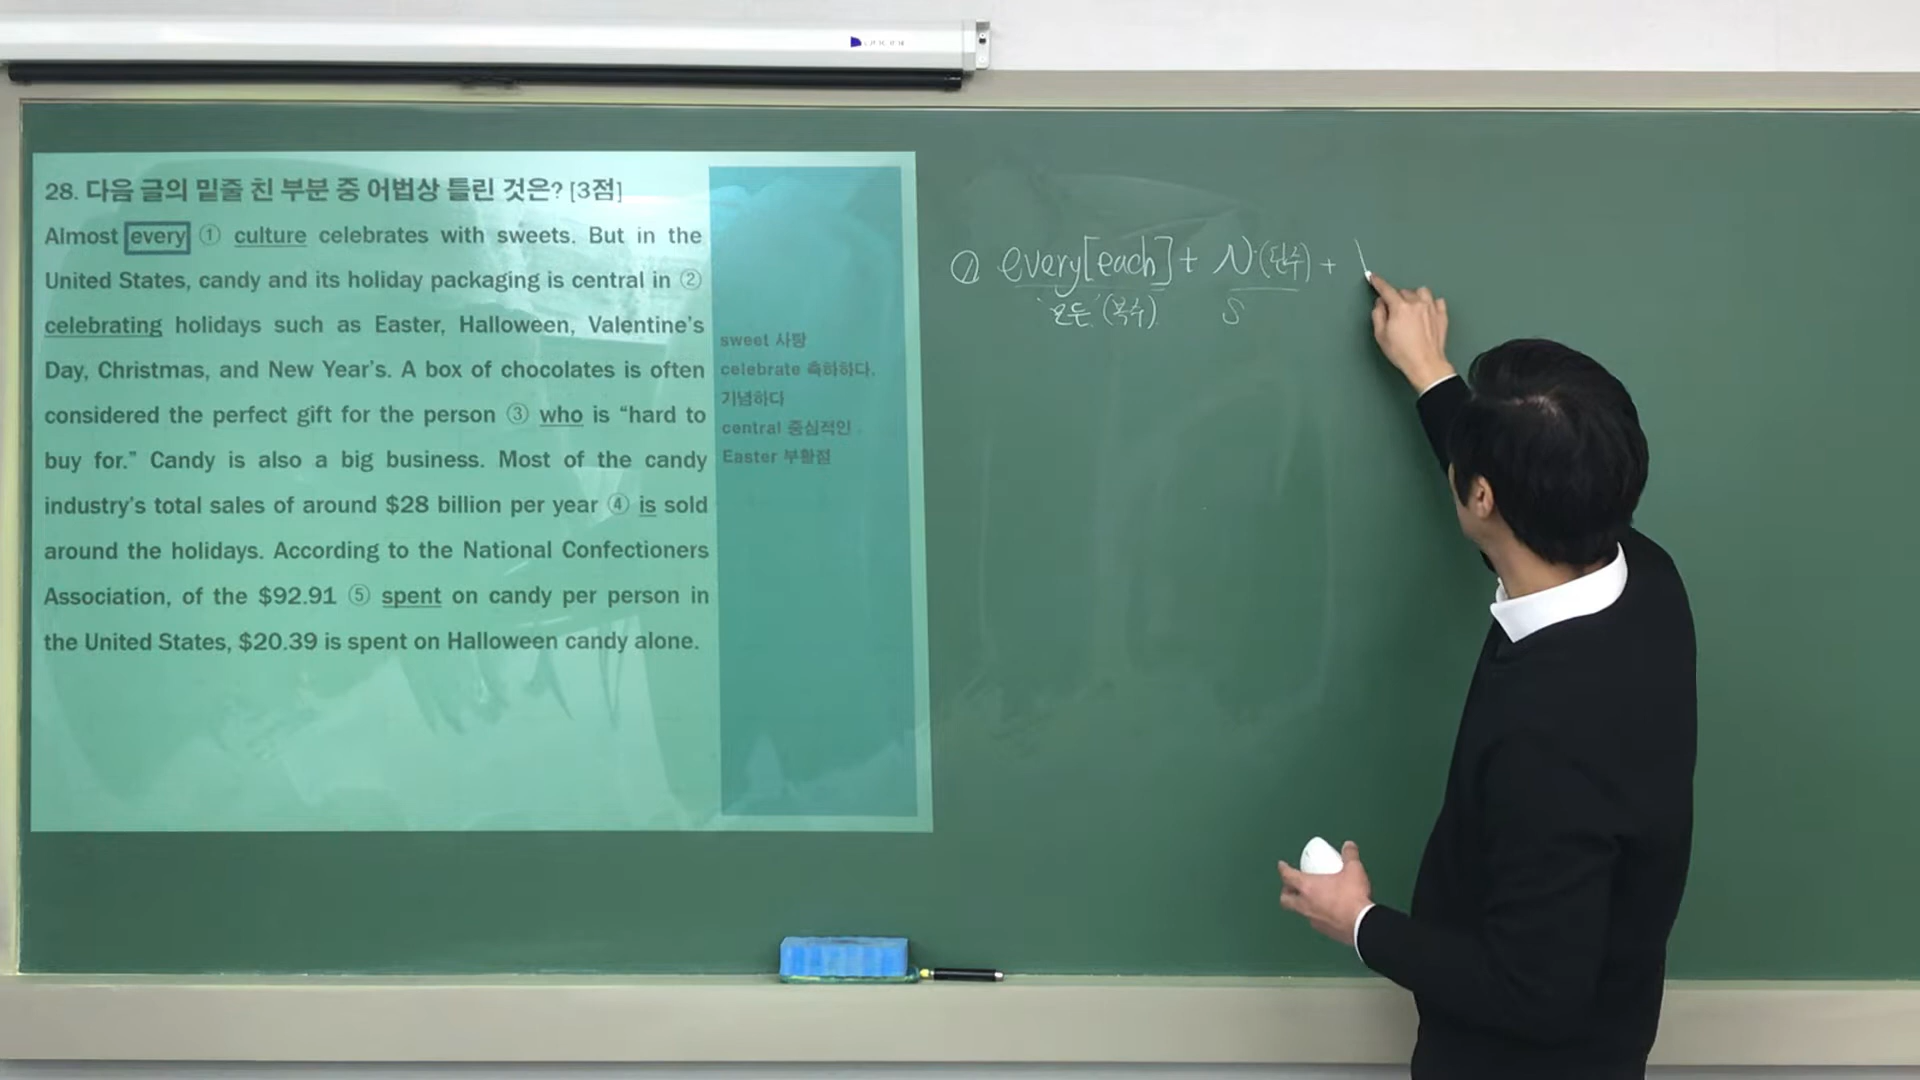 28. 다음 글의 밑줄 친 부분 중 어법상 틀린 것은? [3점]
Almost every ① culture celebrates with sweets. But in the
United States, candy and its holiday packaging is central in ②
celebrating holidays such as Easter, Halloween, Valentine's
Day, Christmas, and New Year's. A box of chocolates is often
considered the perfect gift for the person ③ who is “hard to
buy for.” Candy is also a big business. Most of the candy
industry's total sales of around $28 billion per year ④ is sold
around the holidays. According to the National Confectioners
Association, of the $92.91 ⑤ spent on candy per person in
the United States, $20.39 is spent on Halloween candy alone.
sweet 사탕
celebrate 축하하다,
기념하다
central 중심적인
Easter 부활절
① every[each] + N.(단수) +
'모든' (복수) S